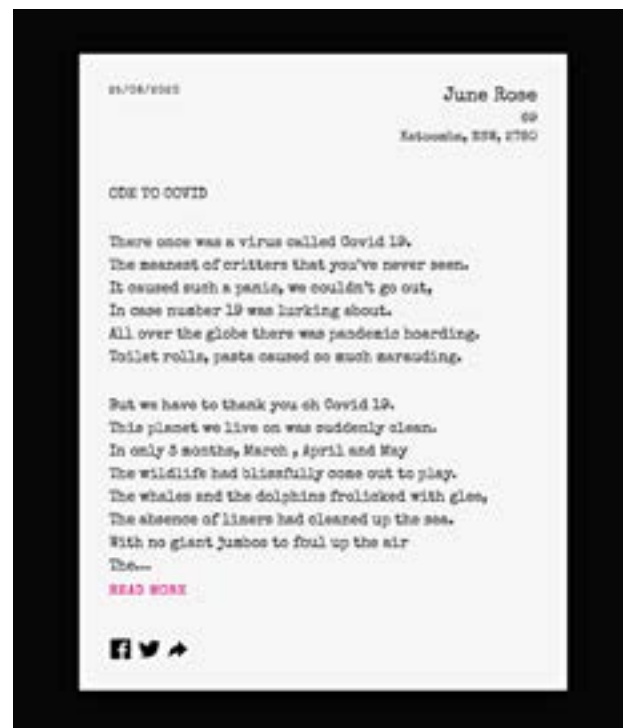 June Rose
69
Katoomba, NSW, 2780
ODE TO COVID
There once was a virus called Covid 19.
The meanest of critters that you've never seen.
It caused such a panic, we couldn't go out,
In case number 19 was lurking about.
All over the globe there was pandemic hoarding.
Toilet rolls, pasta caused so much marauding.
But we have to thank you oh Covid 19.
This planet we live on was suddenly clean.
In only 3 months, March , April and May
The wildlife had blissfully come out to play.
The whales and the dolphins frolicked with glee,
The absence of liners had cleaned up the sea.
With no giant jumbos to foul up the air
The...
READ MORE